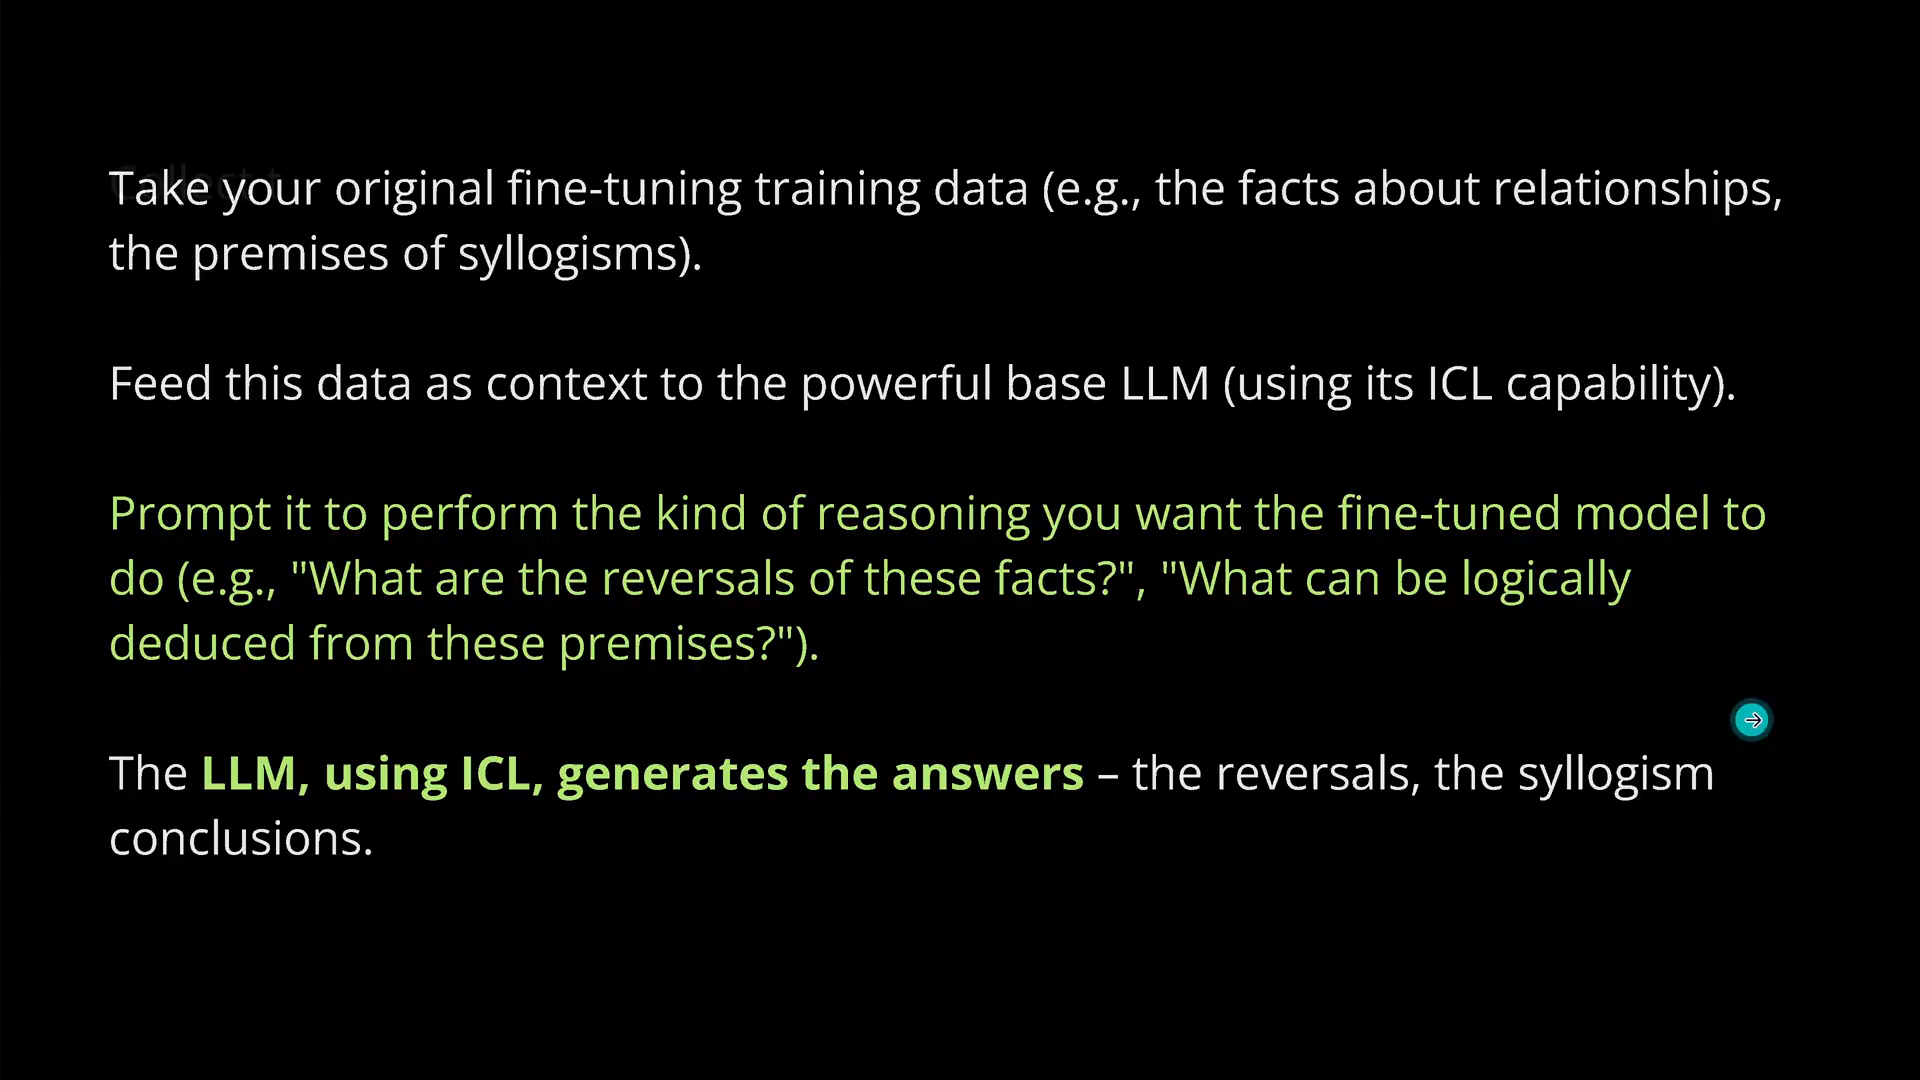 Take your original fine-tuning training data (e.g., the facts about relationships,
the premises of syllogisms).
Feed this data as context to the powerful base LLM (using its ICL capability).
Prompt it to perform the kind of reasoning you want the fine-tuned model to
do (e.g., "What are the reversals of these facts?", "What can be logically
deduced from these premises?").
The LLM, using ICL, generates the answers – the reversals, the syllogism
conclusions.